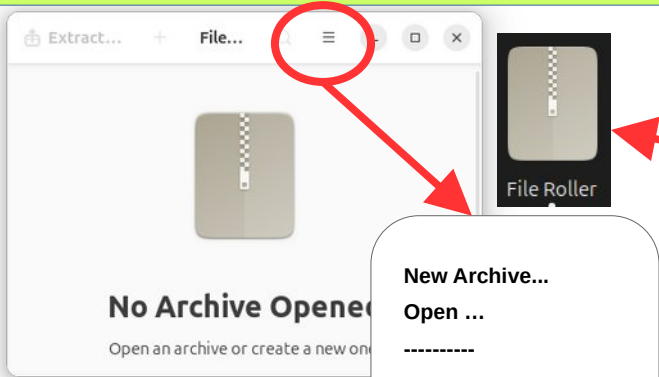 Extract...
File...
File Roller
No Archive Opened
Open an archive or create a new one
New Archive...
Open ...
----------